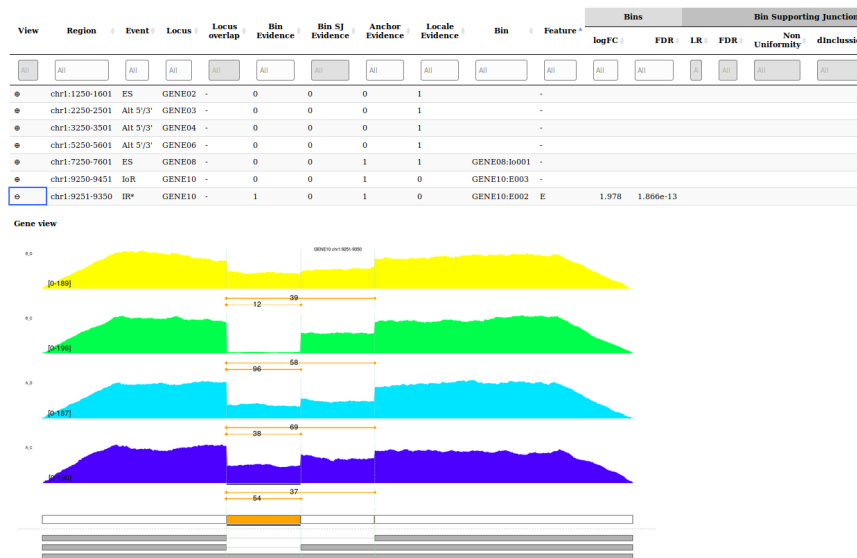 Bins Bin Supporting Junction
View Region Event Locus Locus overlap Bin Evidence Bin SJ Evidence Anchor Evidence Locale Evidence Bin Feature logFC FDR LR FDR Non Uniformity dInclusio
All All All All All All All All All All All All All A All All All
chr1:1250-1601 ES GENE02 - 0 0 0 1 -
chr1:2250-2501 Alt 5'/3' GENE03 - 0 0 0 1 -
chr1:3250-3501 Alt 5'/3' GENE04 - 0 0 0 1 -
chr1:5250-5601 Alt 5'/3' GENE06 - 0 0 0 1 -
chr1:7250-7601 ES GENE08 - 0 0 1 1 GENE08:Io001 -
chr1:9250-9451 IoR GENE10 - 0 0 1 0 GENE10:E003 -
chr1:9251-9350 IR* GENE10 - 1 0 1 0 GENE10:E002 E 1.978 1.866e-13
Gene view
GENE10 chr1:9251-9350
[0-189]
39
12
[0-196]
58
96
[0-187]
69
38
37
54